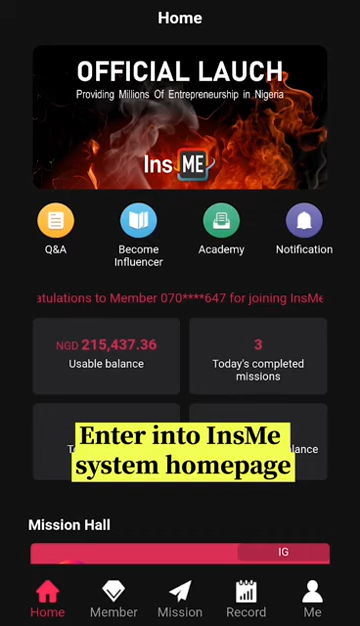 Home
OFFICIAL LAUCH
Providing Millions Of Entrepreneurship in Nigeria
Ins ME
Q&A
Become Influencer
Academy
Notification
atulations to Member 070****647 for joining InsMe
NGD 215,437.36
Usable balance
3
Today's completed
missions
Enter into InsMe
system homepage
Mission Hall
IG
Home
Member
Mission
Record
Me